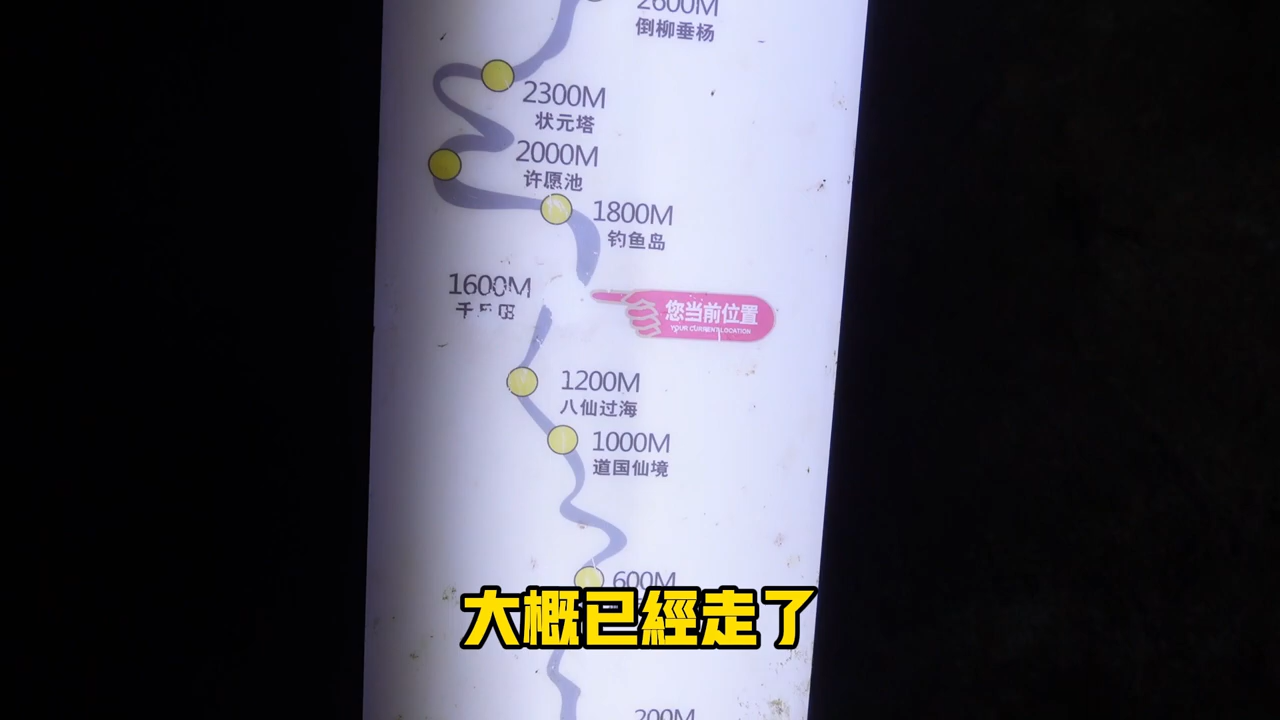 2600M
倒柳垂杨
2300M
状元塔
2000M
许愿池
1800M
钓鱼岛
1600M
您当前位置
YOUR CURRENT LOCATION
1200M
八仙过海
1000M
道国仙境
600M
大概已經走了
200M